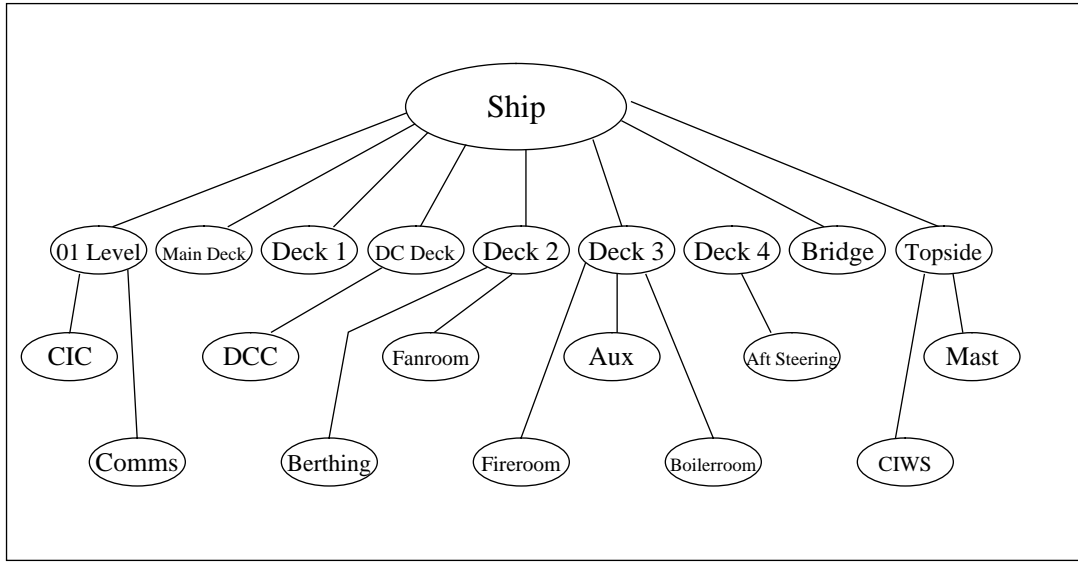 Ship
01 Level
Main Deck
Deck 1
DC Deck
Deck 2
Deck 3
Deck 4
Bridge
Topside
CIC
DCC
Fanroom
Aux
Aft Steering
Mast
Comms
Berthing
Fireroom
Boilerroom
CIWS